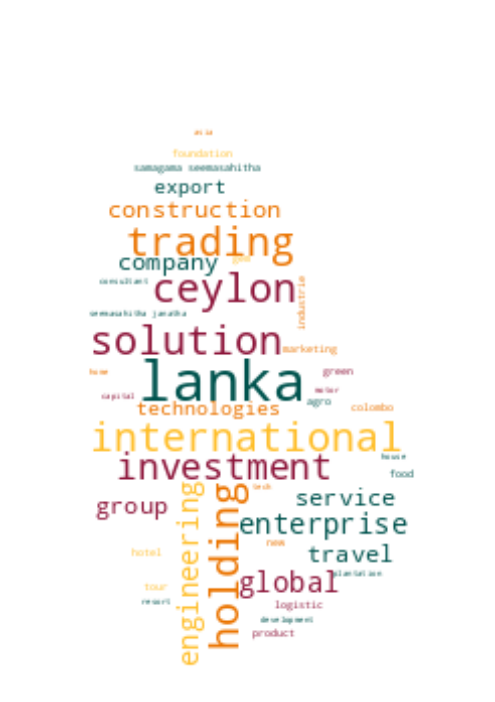 asia
foundation
samagama seemasahitha
export
construction
trading
company
consultant
ceylon
industrie
seemasahitha janatha
solution
marketing
lanka
home
green
capital
motor
agro
technologies
colombo
international
house
investment
food
engineering
holding
tech
group
service
enterprise
new
hotel
travel
plantation
global
tour
resort
logistic
development
product